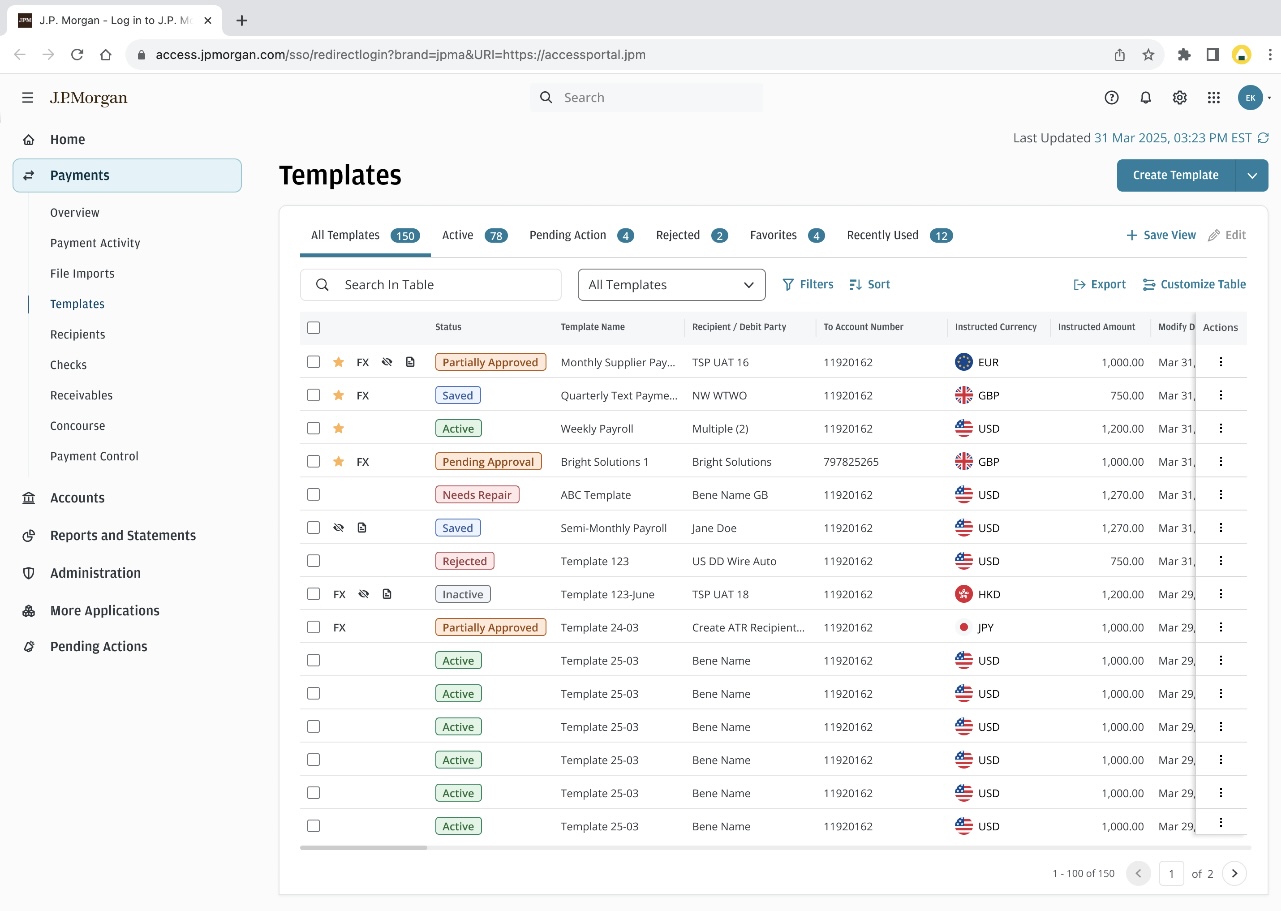 JPM J.P. Morgan - Log in to J.P. M
access.jpmorgan.com/sso/redirectlogin?brand=jpma&URI=https://accessportal.jpm
J.P.Morgan Search EK
Last Updated 31 Mar 2025, 03:23 PM EST
Home
Payments
Overview
Payment Activity
File Imports
Templates
Recipients
Checks
Receivables
Concourse
Payment Control
Accounts
Reports and Statements
Administration
More Applications
Pending Actions
Templates Create Template
All Templates 150 Active 78 Pending Action 4 Rejected 2 Favorites 4 Recently Used 12 + Save View Edit
Search In Table All Templates Filters Sort Export Customize Table
Status Template Name Recipient / Debit Party To Account Number Instructed Currency Instructed Amount Modify D Actions
FX Partially Approved Monthly Supplier Pay... TSP UAT 16 11920162 EUR 1,000.00 Mar 31,
FX Saved Quarterly Text Payme... NW WTWO 11920162 GBP 750.00 Mar 31,
Active Weekly Payroll Multiple (2) 11920162 USD 1,200.00 Mar 31,
FX Pending Approval Bright Solutions 1 Bright Solutions 797825265 GBP 1,000.00 Mar 31,
Needs Repair ABC Template Bene Name GB 11920162 USD 1,270.00 Mar 31,
Saved Semi-Monthly Payroll Jane Doe 11920162 USD 1,270.00 Mar 31,
Rejected Template 123 US DD Wire Auto 11920162 USD 750.00 Mar 31,
FX Inactive Template 123-June TSP UAT 18 11920162 HKD 1,200.00 Mar 29,
FX Partially Approved Template 24-03 Create ATR Recipient... 11920162 JPY 1,000.00 Mar 29,
Active Template 25-03 Bene Name 11920162 USD 1,000.00 Mar 29,
Active Template 25-03 Bene Name 11920162 USD 1,000.00 Mar 29,
Active Template 25-03 Bene Name 11920162 USD 1,000.00 Mar 29,
Active Template 25-03 Bene Name 11920162 USD 1,000.00 Mar 29,
Active Template 25-03 Bene Name 11920162 USD 1,000.00 Mar 29,
Active Template 25-03 Bene Name 11920162 USD 1,000.00 Mar 29,
1 - 100 of 150 1 of 2